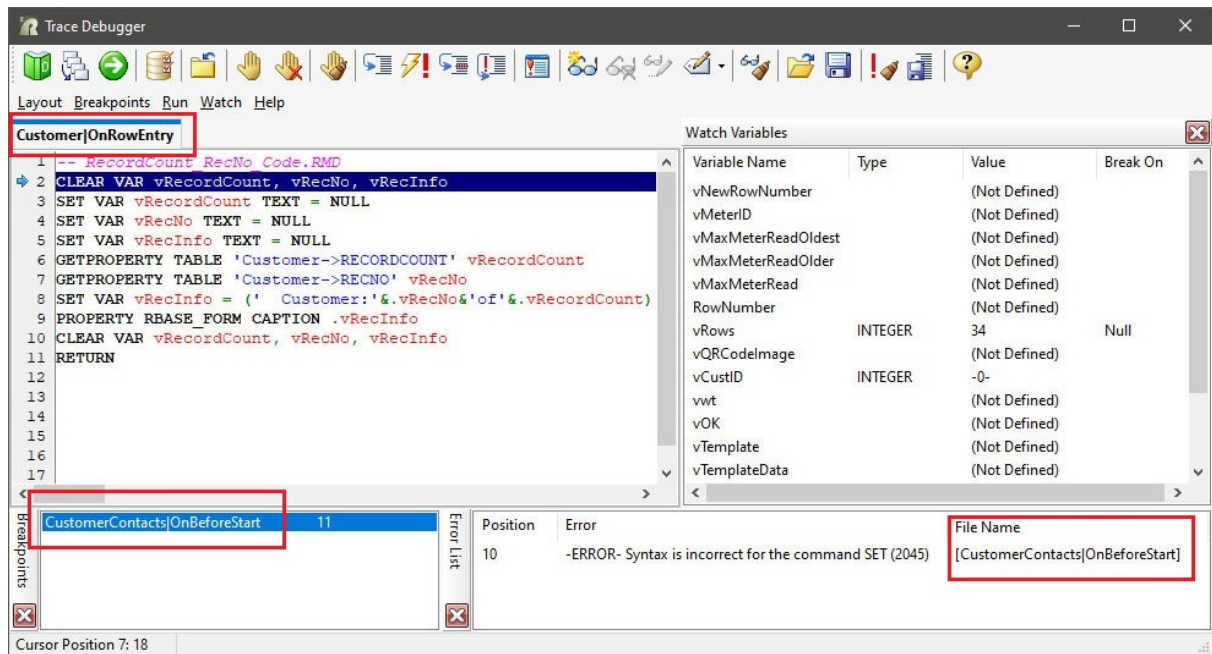 Trace Debugger
Layout Breakpoints Run Watch Help
Customer|OnRowEntry
1 -- RecordCount_RecNo_Code.RMD
2 CLEAR VAR vRecordCount, vRecNo, vRecInfo
3 SET VAR vRecordCount TEXT = NULL
4 SET VAR vRecNo TEXT = NULL
5 SET VAR vRecInfo TEXT = NULL
6 GETPROPERTY TABLE 'Customer->RECORDCOUNT' vRecordCount
7 GETPROPERTY TABLE 'Customer->RECNO' vRecNo
8 SET VAR vRecInfo = ('  Customer:'&.vRecNo&'of'&.vRecordCount)
9 PROPERTY RBASE_FORM CAPTION .vRecInfo
10 CLEAR VAR vRecordCount, vRecNo, vRecInfo
11 RETURN
12
13
14
15
16
17
Watch Variables
Variable Name Type Value Break On
vNewRowNumber (Not Defined)
vMeterID (Not Defined)
vMaxMeterReadOldest (Not Defined)
vMaxMeterReadOlder (Not Defined)
vMaxMeterRead (Not Defined)
RowNumber (Not Defined)
vRows INTEGER 34 Null
vQRCodeImage (Not Defined)
vCustID INTEGER -0-
vwt (Not Defined)
vOK (Not Defined)
vTemplate (Not Defined)
vTemplateData (Not Defined)
Breakpoints
CustomerContacts|OnBeforeStart 11
Error List
Position Error File Name
10 -ERROR- Syntax is incorrect for the command SET (2045) [CustomerContacts|OnBeforeStart]
Cursor Position 7: 18